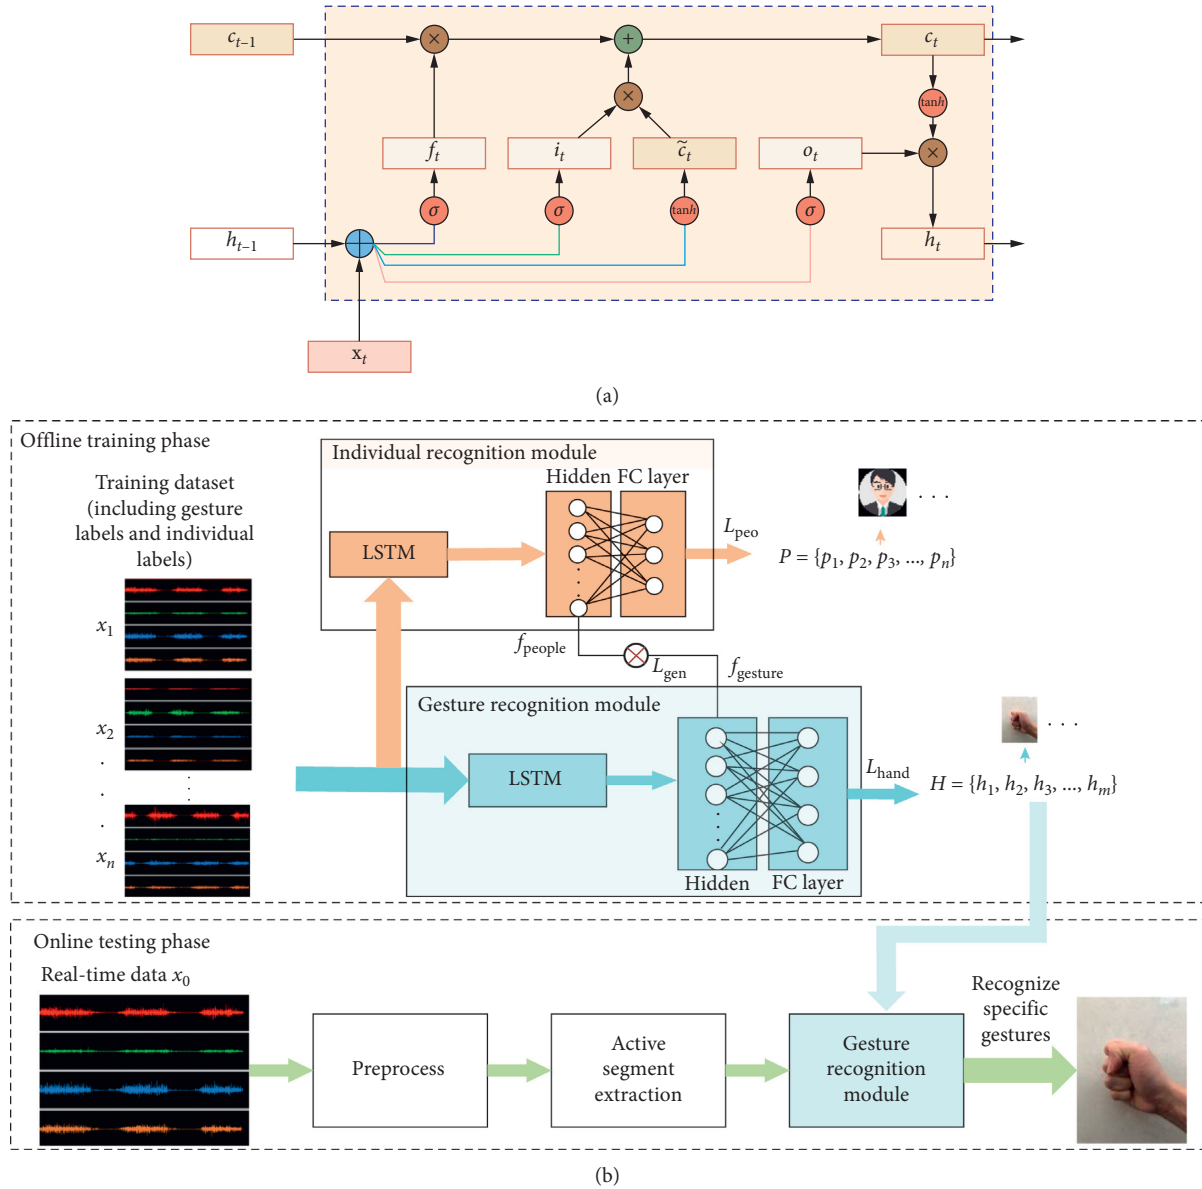 c_{t–1}
×
+
c_t
×
tanh
f_t
i_t
c̃_t
o_t
×
σ
σ
tanh
σ
h_{t–1}
h_t
x_t
(a)
Offline training phase
Training dataset
(including gesture
labels and individual
labels)
x_1
x_2
.
.
.
x_n
Individual recognition module
Hidden FC layer
LSTM
L_peo
P = {p_1, p_2, p_3, ..., p_n}
. . .
f_people
L_gen
f_gesture
Gesture recognition module
LSTM
Hidden FC layer
L_hand
H = {h_1, h_2, h_3, ..., h_m}
. . .
Online testing phase
Real-time data x_0
Preprocess
Active
segment
extraction
Gesture
recognition
module
Recognize
specific
gestures
(b)